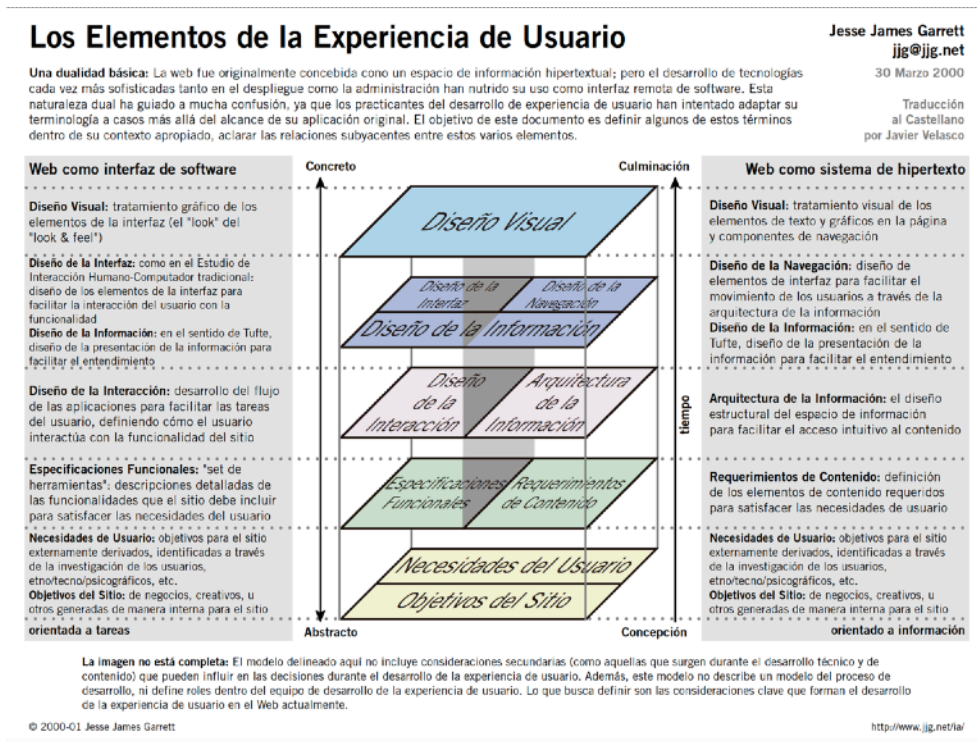 Los Elementos de la Experiencia de Usuario
Jesse James Garrett
jjg@jjg.net
30 Marzo 2000
Traducción
al Castellano
por Javier Velasco
Una dualidad básica: La web fue originalmente concebida cono un espacio de información hipertextual; pero el desarrollo de tecnologías
cada vez más sofisticadas tanto en el despliegue como la administración han nutrido su uso como interfaz remota de software. Esta
naturaleza dual ha guiado a mucha confusión, ya que los practicantes del desarrollo de experiencia de usuario han intentado adaptar su
terminología a casos más allá del alcance de su aplicación original. El objetivo de este documento es definir algunos de estos términos
dentro de su contexto apropiado, aclarar las relaciones subyacentes entre estos varios elementos.
Web como interfaz de software
Diseño Visual: tratamiento gráfico de los
elementos de la interfaz (el "look" del
"look & feel")
Diseño de la Interfaz: como en el Estudio de
Interacción Humano-Computador tradicional:
diseño de los elementos de la interfaz para
facilitar la interacción del usuario con la
funcionalidad
Diseño de la Información: en el sentido de Tufte,
diseño de la presentación de la información para
facilitar el entendimiento
Diseño de la Interacción: desarrollo del flujo
de las aplicaciones para facilitar las tareas
del usuario, definiendo cómo el usuario
interactúa con la funcionalidad del sitio
Especificaciones Funcionales: "set de
herramientas": descripciones detalladas de
las funcionalidades que el sitio debe incluir
para satisfacer las necesidades del usuario
Necesidades de Usuario: objetivos para el sitio
externamente derivados, identificadas a través
de la investigación de los usuarios,
etno/tecno/psicográficos, etc.
Objetivos del Sitio: de negocios, creativos, u
otros generadas de manera interna para el sitio
orientada a tareas
Concreto
Culminación
Diseño Visual
Diseño de la
Interfaz
Diseño de la
Navegación
Diseño de la Información
Diseño
de la
Interacción
Arquitectura
de la
Información
Especificaciones
Funcionales
Requerimientos
de Contenido
Necesidades del Usuario
Objetivos del Sitio
tiempo
Abstracto
Concepción
Web como sistema de hipertexto
Diseño Visual: tratamiento visual de los
elementos de texto y gráficos en la página
y componentes de navegación
Diseño de la Navegación: diseño de
elementos de interfaz para facilitar el
movimiento de los usuarios a través de la
arquitectura de la información
Diseño de la Información: en el sentido de
Tufte, diseño de la presentación de la
información para facilitar el entendimiento
Arquitectura de la Información: el diseño
estructural del espacio de información
para facilitar el acceso intuitivo al contenido
Requerimientos de Contenido: definición
de los elementos de contenido requeridos
para satisfacer las necesidades de usuario
Necesidades de Usuario: objetivos para el sitio
externamente derivados, identificadas a través
de la investigación de los usuarios,
etno/tecno/psicográficos, etc.
Objetivos del Sitio: de negocios, creativos, u
otros generadas de manera interna para el sitio
orientado a información
La imagen no está completa: El modelo delineado aquí no incluye consideraciones secundarias (como aquellas que surgen durante el desarrollo técnico y de
contenido) que pueden influir en las decisiones durante el desarrollo de la experiencia de usuario. Además, este modelo no describe un modelo del proceso de
desarrollo, ni define roles dentro del equipo de desarrollo de la experiencia de usuario. Lo que busca definir son las consideraciones clave que forman el desarrollo
de la experiencia de usuario en el Web actualmente.
© 2000-01 Jesse James Garrett
http://www.jjg.net/ia/